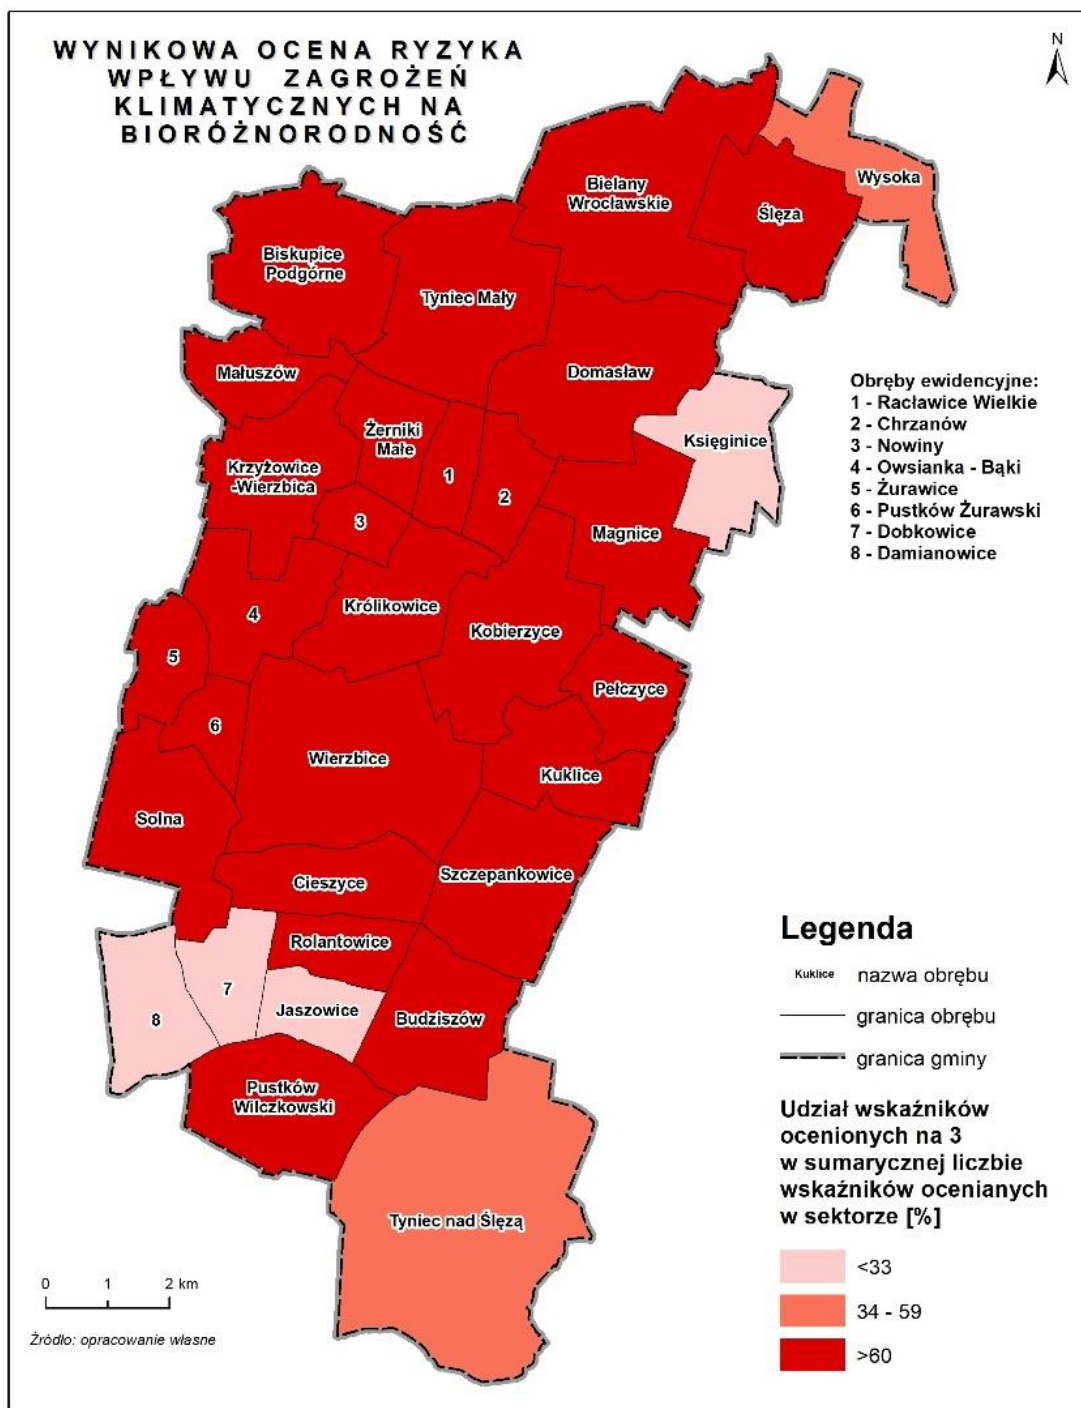 WYNIKOWA OCENA RYZYKA
WPŁYWU ZAGROŻEŃ
KLIMATYCZNYCH NA
BIORÓŻNORODNOŚĆ
N
Bielany
Wrocławskie
Wysoka
Ślęza
Biskupice
Podgórne
Tyniec Mały
Małuszów
Domasław
Księginice
Żerniki
Małe
Krzyżowice
-Wierzbica
1
2
3
Magnice
4
Królikowice
Kobierzyce
5
Pełczyce
6
Wierzbice
Kuklice
Solna
Cieszyce
Szczepankowice
Rolantowice
7
8
Jaszowice
Budziszów
Pustków
Wilczkowski
Tyniec nad Ślęzą
Obręby ewidencyjne:
1 - Racławice Wielkie
2 - Chrzanów
3 - Nowiny
4 - Owsianka - Bąki
5 - Żurawice
6 - Pustków Żurawski
7 - Dobkowice
8 - Damianowice
Legenda
Kuklice nazwa obrębu
granica obrębu
granica gminy
Udział wskaźników
ocenionych na 3
w sumarycznej liczbie
wskaźników ocenianych
w sektorze [%]
<33
34 - 59
>60
0 1 2 km
Źródło: opracowanie własne